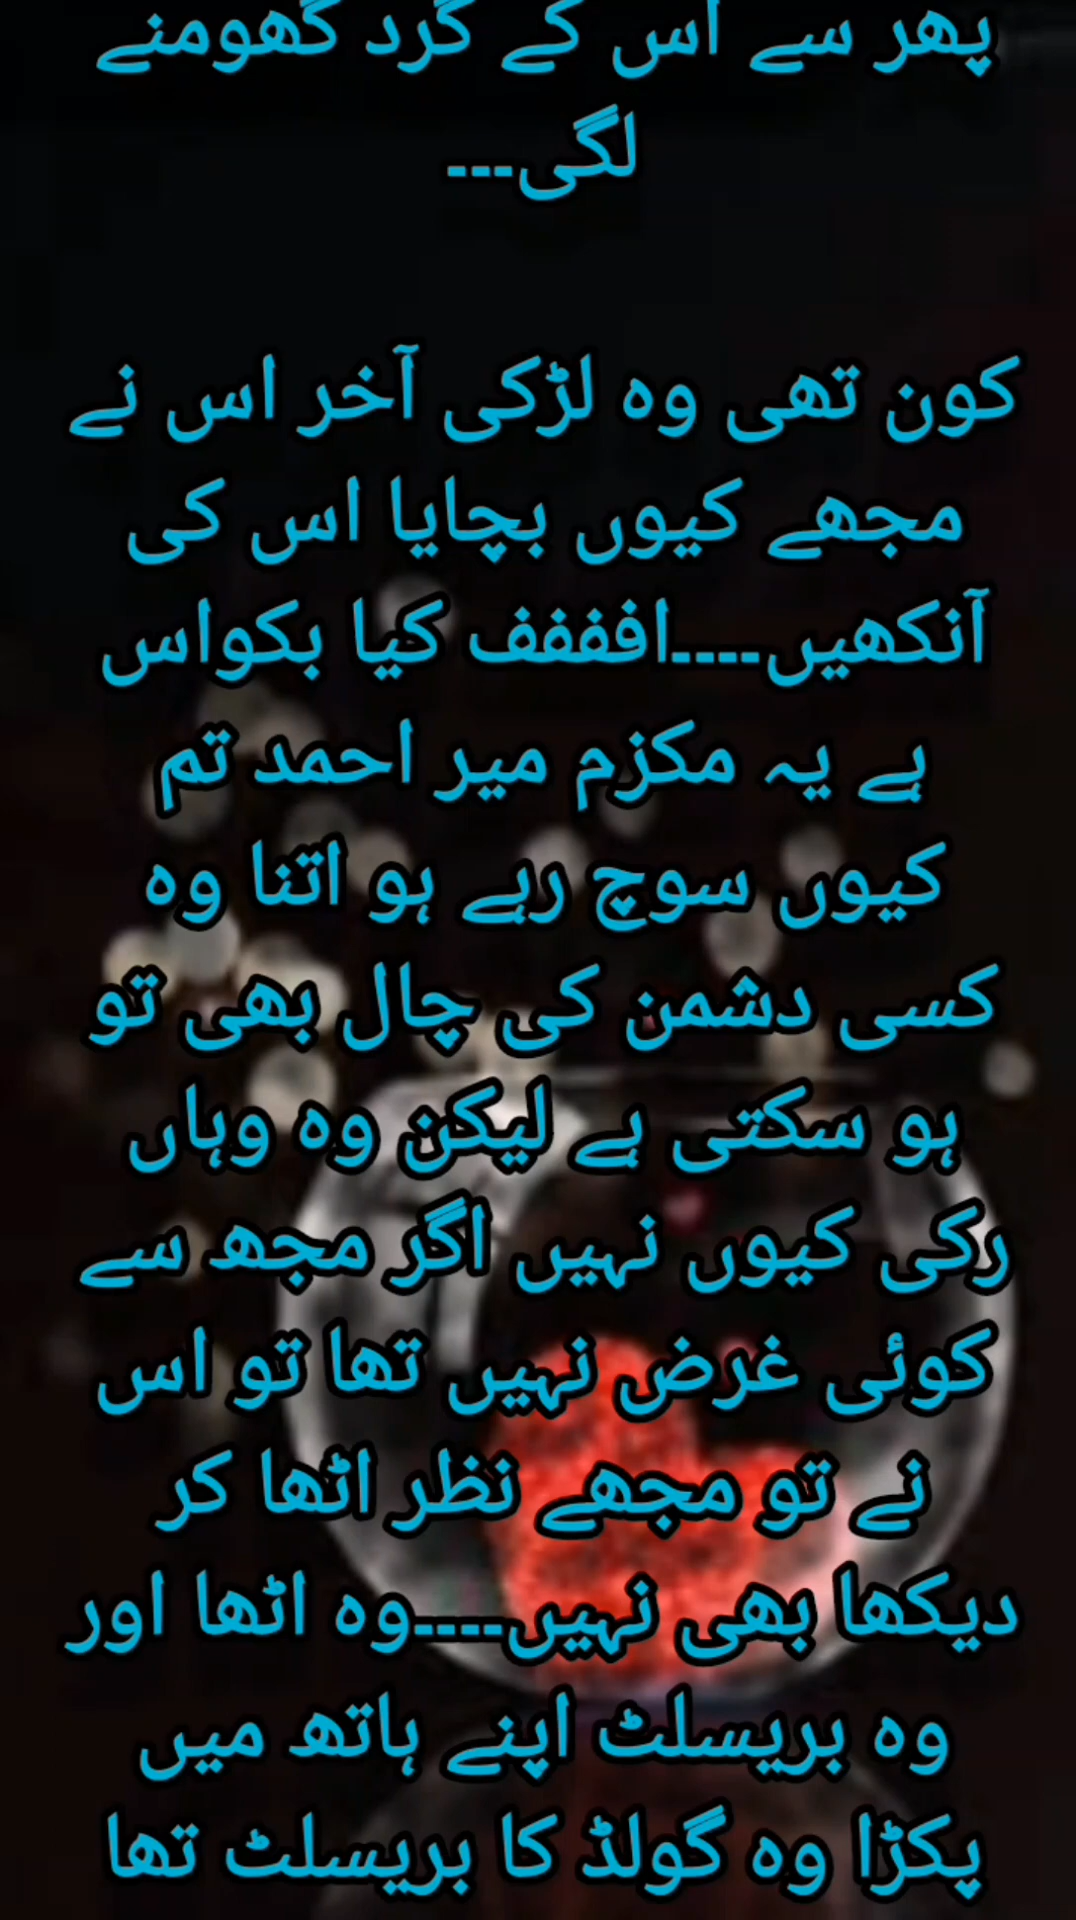 پھر سے اس کے گرد گھومنے
لگی---
کون تھی وہ لڑکی آخر اس نے
مجھے کیوں بچایا اس کی
آنکھیں----افففف کیا بکواس
ہے یہ مکزم میر احمد تم
کیوں سوچ رہے ہو اتنا وہ
کسی دشمن کی چال بھی تو
ہو سکتی ہے لیکن وہ وہاں
رکی کیوں نہیں اگر مجھ سے
کوئی غرض نہیں تھا تو اس
نے تو مجھے نظر اٹھا کر
دیکھا بھی نہیں----وہ اٹھا اور
وہ بریسلٹ اپنے ہاتھ میں
پکڑا وہ گولڈ کا بریسلٹ تھا